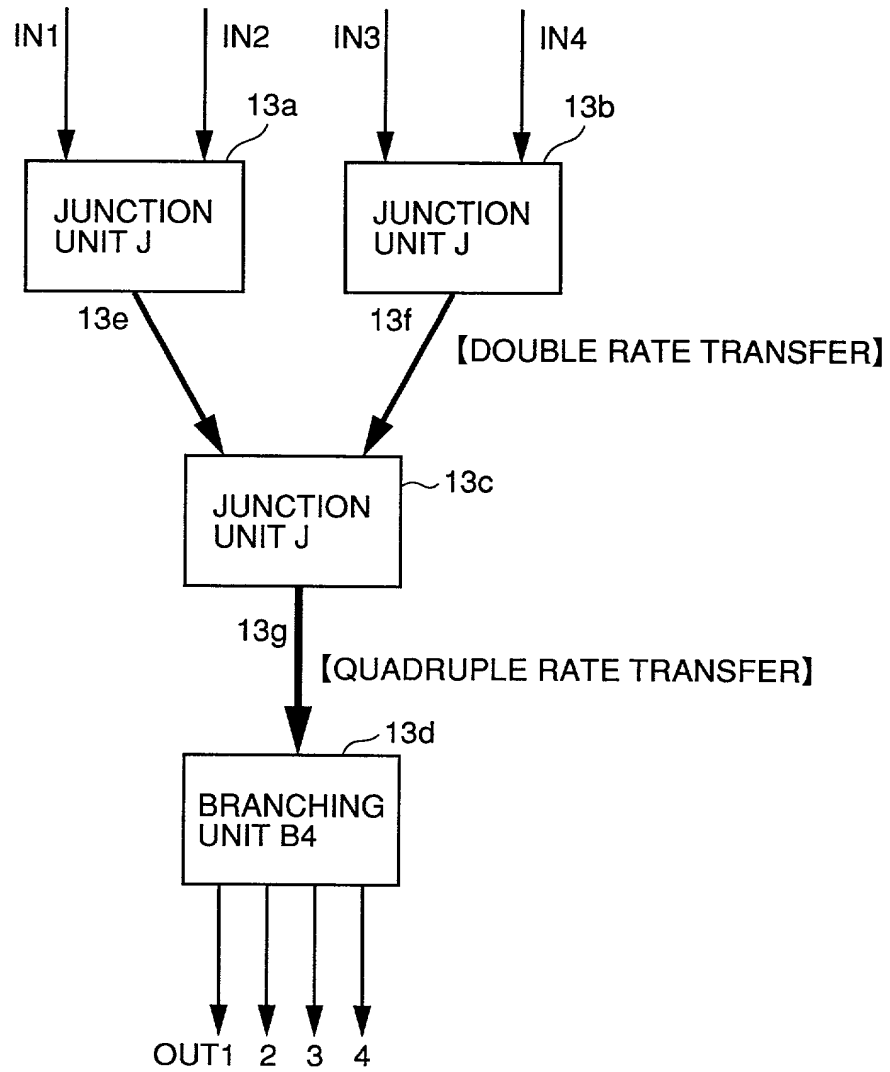 IN1 IN2 IN3 IN4
13a 13b
JUNCTION
UNIT J
JUNCTION
UNIT J
13e 13f
【DOUBLE RATE TRANSFER】
13c
JUNCTION
UNIT J
13g
【QUADRUPLE RATE TRANSFER】
13d
BRANCHING
UNIT B4
OUT1 2 3 4